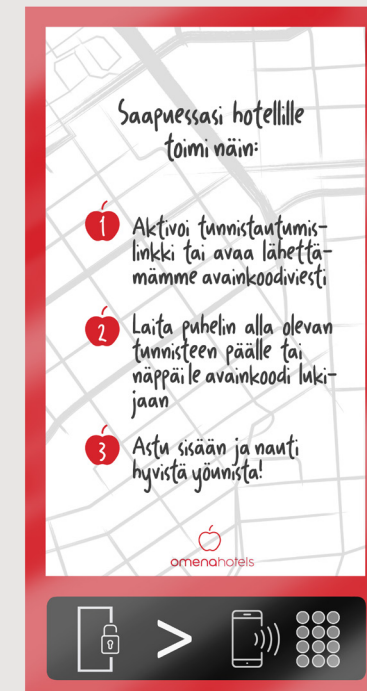 Saapuessasi hotellille
toimi näin:
1 Aktivoi tunnistautumis-
linkki tai avaa lähettä-
mämme avainkoodiviesti
2 Laita puhelin alla olevan
tunnisteen päälle tai
näppäile avainkoodi luki-
jaan
3 Astu sisään ja nauti
hyvistä yöunista!
omenahotels
>